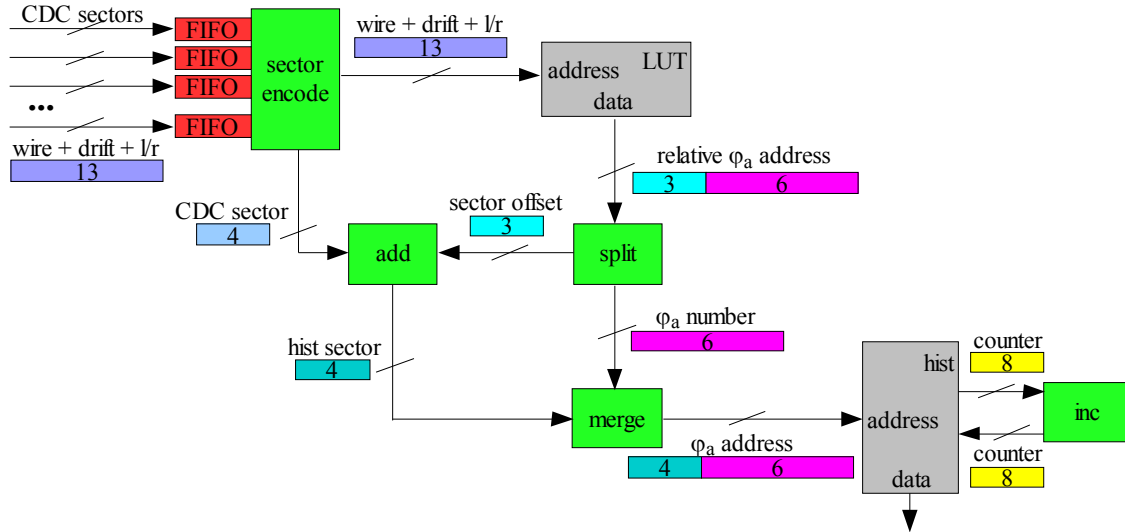 CDC sectors
FIFO
FIFO
FIFO
...
FIFO
wire + drift + l/r
13
sector
encode
wire + drift + l/r
13
LUT
address
data
relative φa address
3 6
CDC sector
4
sector offset
3
add
split
φa number
6
hist sector
4
merge
φa address
4 6
hist
address
data
counter
8
inc
counter
8